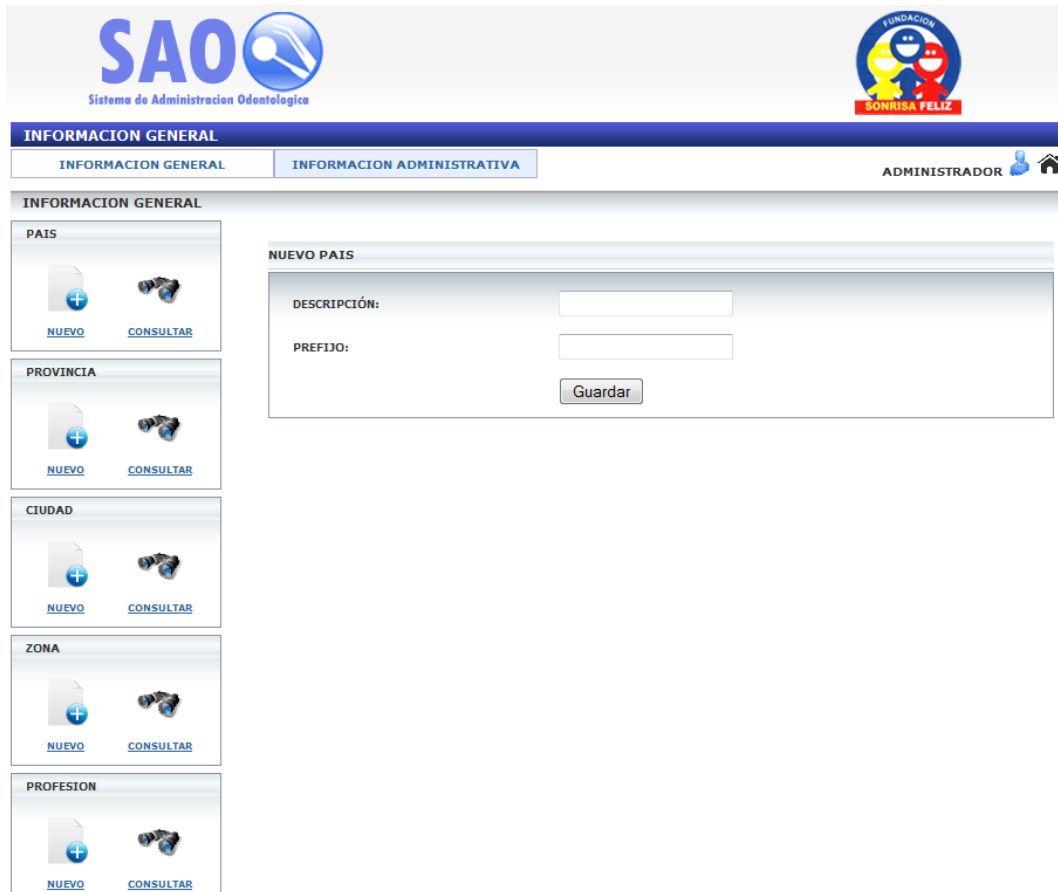 SAO
Sistema de Administracion Odontologica
FUNDACION
SONRISA FELIZ
INFORMACION GENERAL
INFORMACION GENERAL INFORMACION ADMINISTRATIVA ADMINISTRADOR
INFORMACION GENERAL
PAIS
NUEVO CONSULTAR
PROVINCIA
NUEVO CONSULTAR
CIUDAD
NUEVO CONSULTAR
ZONA
NUEVO CONSULTAR
PROFESION
NUEVO CONSULTAR
NUEVO PAIS
DESCRIPCIÓN:
PREFIJO:
Guardar